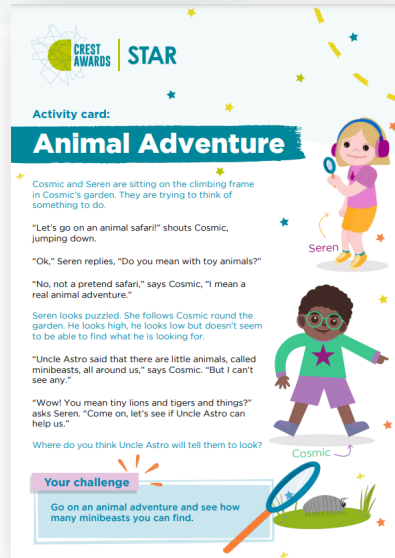 CREST
AWARDS
STAR
Activity card:
Animal Adventure
Cosmic and Seren are sitting on the climbing frame
in Cosmic's garden. They are trying to think of
something to do.
"Let's go on an animal safari!" shouts Cosmic,
jumping down.
"Ok," Seren replies, "Do you mean with toy animals?"
"No, not a pretend safari," says Cosmic, "I mean a
real animal adventure."
Seren looks puzzled. She follows Cosmic round the
garden. He looks high, he looks low but doesn't seem
to be able to find what he is looking for.
"Uncle Astro said that there are little animals, called
minibeasts, all around us," says Cosmic. "But I can't
see any."
"Wow! You mean tiny lions and tigers and things?"
asks Seren. "Come on, let's see if Uncle Astro can
help us."
Where do you think Uncle Astro will tell them to look?
Seren
Cosmic
Your challenge
Go on an animal adventure and see how
many minibeasts you can find.